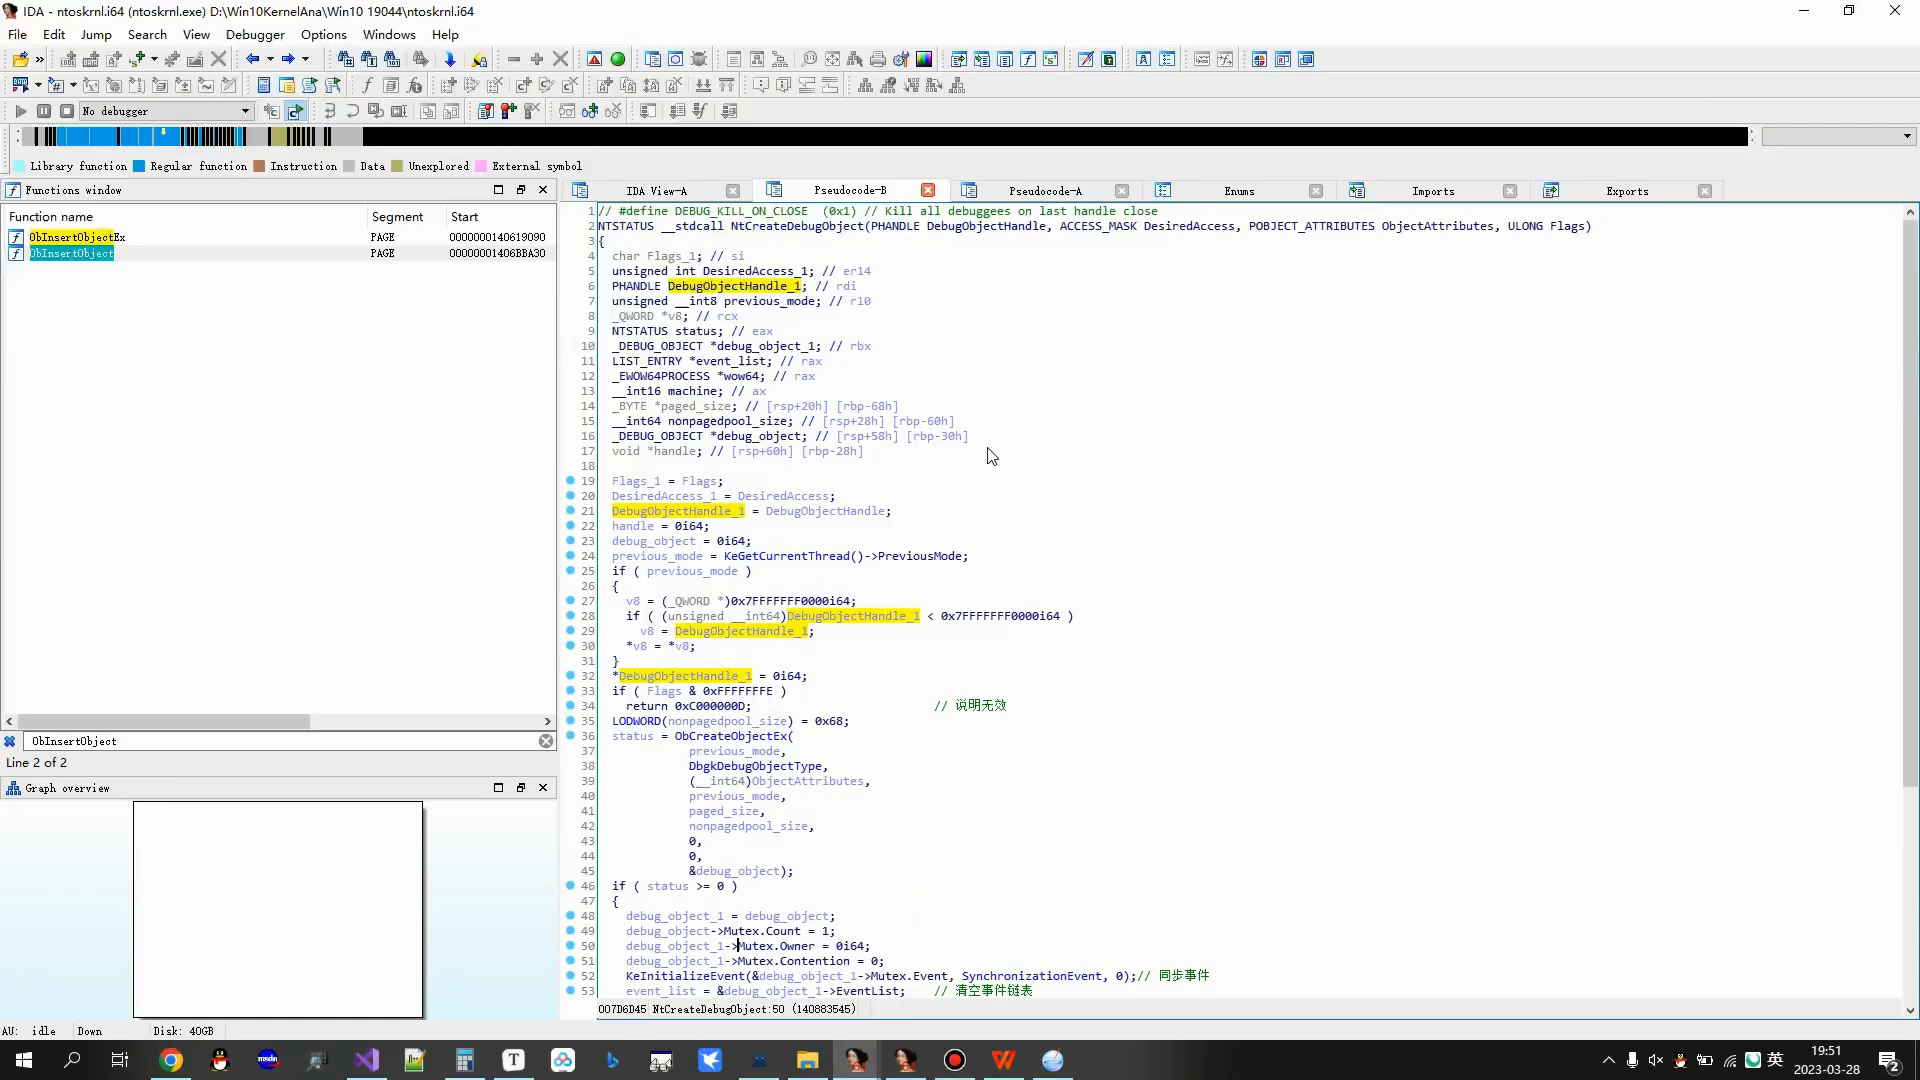 IDA - ntoskrnl.i64 (ntoskrnl.exe) D:\Win10KernelAna\Win10 19044\ntoskrnl.i64
File Edit Jump Search View Debugger Options Windows Help
No debugger
Library function Regular function Instruction Data Unexplored External symbol
Functions window
Function name Segment Start
ObInsertObjectEx PAGE 0000000140619090
ObInsertObject PAGE 00000001406BBA30
ObInsertObject
Line 2 of 2
Graph overview
IDA View-A Pseudocode-B Pseudocode-A Enums Imports Exports
1 // #define DEBUG_KILL_ON_CLOSE  (0x1) // Kill all debuggees on last handle close
2 NTSTATUS __stdcall NtCreateDebugObject(PHANDLE DebugObjectHandle, ACCESS_MASK DesiredAccess, POBJECT_ATTRIBUTES ObjectAttributes, ULONG Flags)
3 {
4 char Flags_1; // si
5 unsigned int DesiredAccess_1; // er14
6 PHANDLE DebugObjectHandle_1; // rdi
7 unsigned __int8 previous_mode; // r10
8 _QWORD *v8; // rcx
9 NTSTATUS status; // eax
10 _DEBUG_OBJECT *debug_object_1; // rbx
11 LIST_ENTRY *event_list; // rax
12 _EWOW64PROCESS *wow64; // rax
13 __int16 machine; // ax
14 _BYTE *paged_size; // [rsp+20h] [rbp-68h]
15 __int64 nonpagedpool_size; // [rsp+28h] [rbp-60h]
16 _DEBUG_OBJECT *debug_object; // [rsp+58h] [rbp-30h]
17 void *handle; // [rsp+60h] [rbp-28h]
18
19 Flags_1 = Flags;
20 DesiredAccess_1 = DesiredAccess;
21 DebugObjectHandle_1 = DebugObjectHandle;
22 handle = 0i64;
23 debug_object = 0i64;
24 previous_mode = KeGetCurrentThread()->PreviousMode;
25 if ( previous_mode )
26 {
27 v8 = (_QWORD *)0x7FFFFFFF0000i64;
28 if ( (unsigned __int64)DebugObjectHandle_1 < 0x7FFFFFFF0000i64 )
29 v8 = DebugObjectHandle_1;
30 *v8 = *v8;
31 }
32 *DebugObjectHandle_1 = 0i64;
33 if ( Flags & 0xFFFFFFFE )
34 return 0xC000000D; // 说明无效
35 LODWORD(nonpagedpool_size) = 0x68;
36 status = ObCreateObjectEx(
37 previous_mode,
38 DbgkDebugObjectType,
39 (__int64)ObjectAttributes,
40 previous_mode,
41 paged_size,
42 nonpagedpool_size,
43 0,
44 0,
45 &debug_object);
46 if ( status >= 0 )
47 {
48 debug_object_1 = debug_object;
49 debug_object->Mutex.Count = 1;
50 debug_object_1->Mutex.Owner = 0i64;
51 debug_object_1->Mutex.Contention = 0;
52 KeInitializeEvent(&debug_object_1->Mutex.Event, SynchronizationEvent, 0);// 同步事件
53 event_list = &debug_object_1->EventList; // 清空事件链表
007D6D45 NtCreateDebugObject:50 (140883545)
AU: idle Down Disk: 40GB
英
19:51
2023-03-28
2